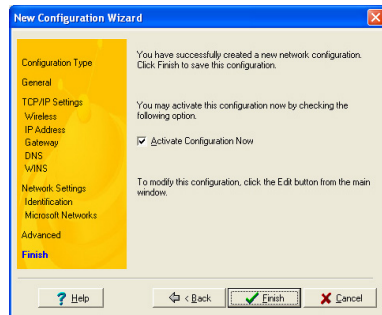 New Configuration Wizard
Configuration Type
General
TCP/IP Settings
Wireless
IP Address
Gateway
DNS
WINS
Network Settings
Identification
Microsoft Networks
Advanced
Finish
You have successfully created a new network configuration.
Click Finish to save this configuration.
You may activate this configuration now by checking the
following option.
Activate Configuration Now
To modify this configuration, click the Edit button from the main
window.
? Help
< Back
Finish
Cancel